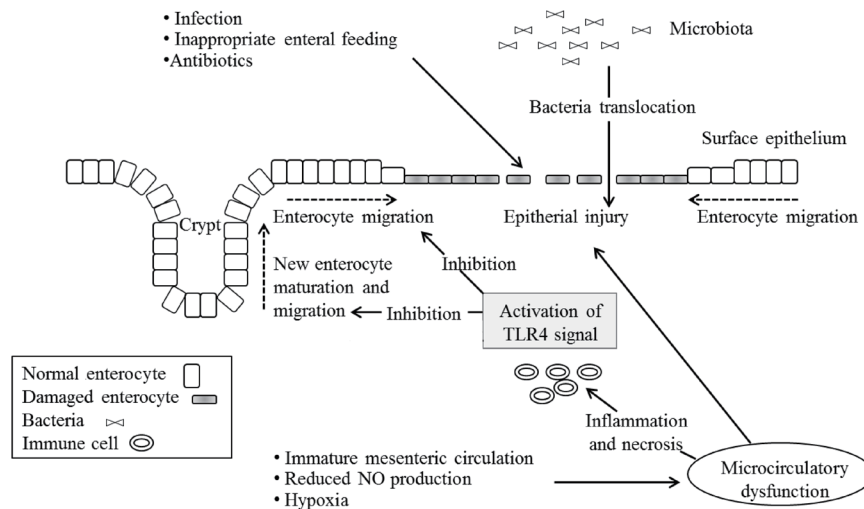 • Infection
• Inappropriate enteral feeding
•Antibiotics
Microbiota
Bacteria translocation
Surface epithelium
Crypt
Enterocyte migration
Epitherial injury
Enterocyte migration
New enterocyte
maturation and
migration
Inhibition
Inhibition
Activation of
TLR4 signal
Normal enterocyte
Damaged enterocyte
Bacteria
Immune cell
Inflammation
and necrosis
• Immature mesenteric circulation
• Reduced NO production
• Hypoxia
Microcirculatory
dysfunction